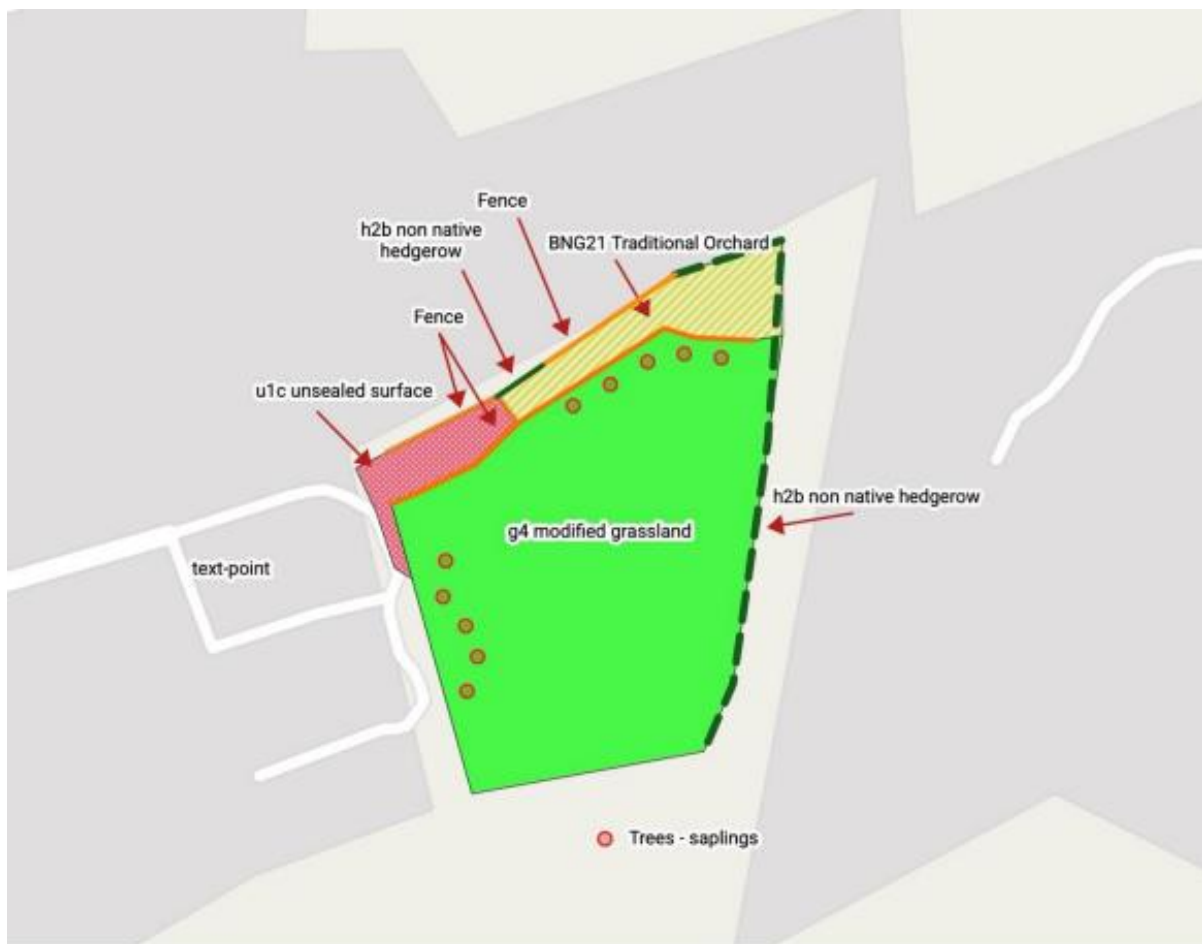 Fence
h2b non native
hedgerow
BNG21 Traditional Orchard
Fence
u1c unsealed surface
h2b non native hedgerow
g4 modified grassland
text-point
Trees - saplings